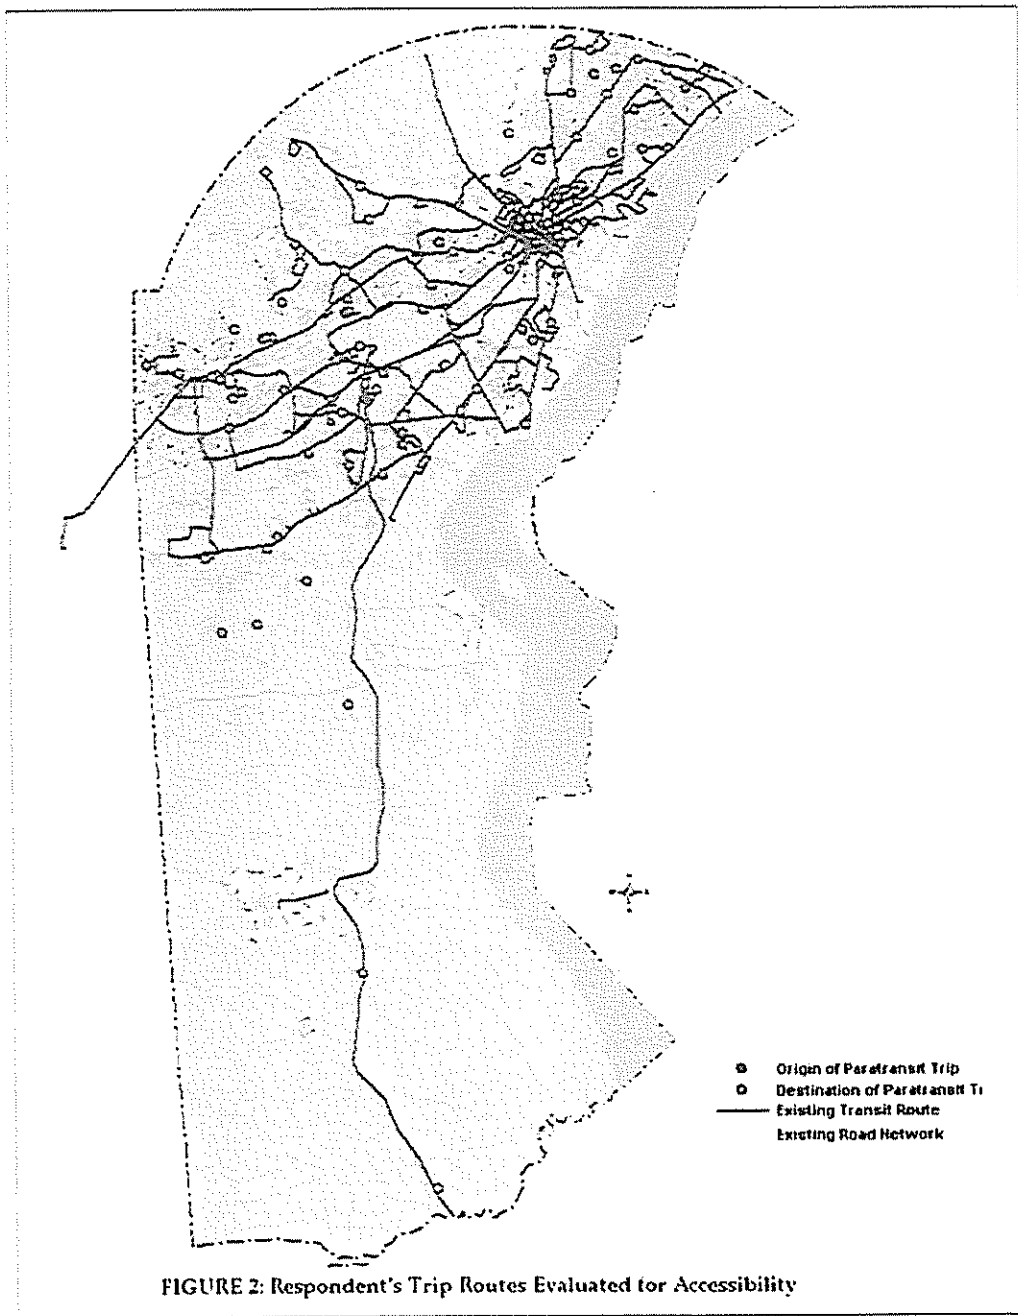 Origin of Paratransit Trip
Destination of Paratransit Ti
Existing Transit Route
Existing Road Network
FIGURE 2: Respondent's Trip Routes Evaluated for Accessibility